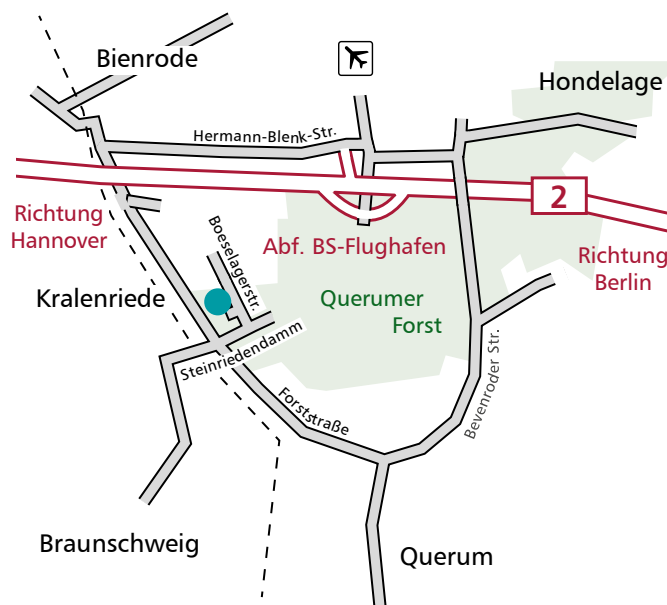 Bienrode
Hondelage
Hermann-Blenk-Str.
2
Richtung
Hannover
Boeselagerstr.
Abf. BS-Flughafen
Richtung
Berlin
Kralenriede
Querumer
Forst
Steinriedendamm
Bevenroder Str.
Forststraße
Braunschweig
Querum